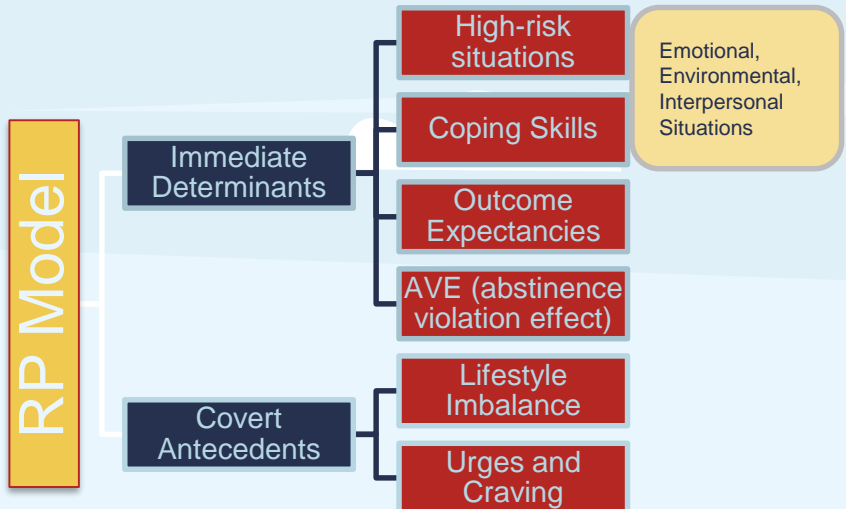 RP Model
Immediate
Determinants
High-risk
situations
Emotional,
Environmental,
Interpersonal
Situations
Coping Skills
Outcome
Expectancies
AVE (abstinence
violation effect)
Covert
Antecedents
Lifestyle
Imbalance
Urges and
Craving